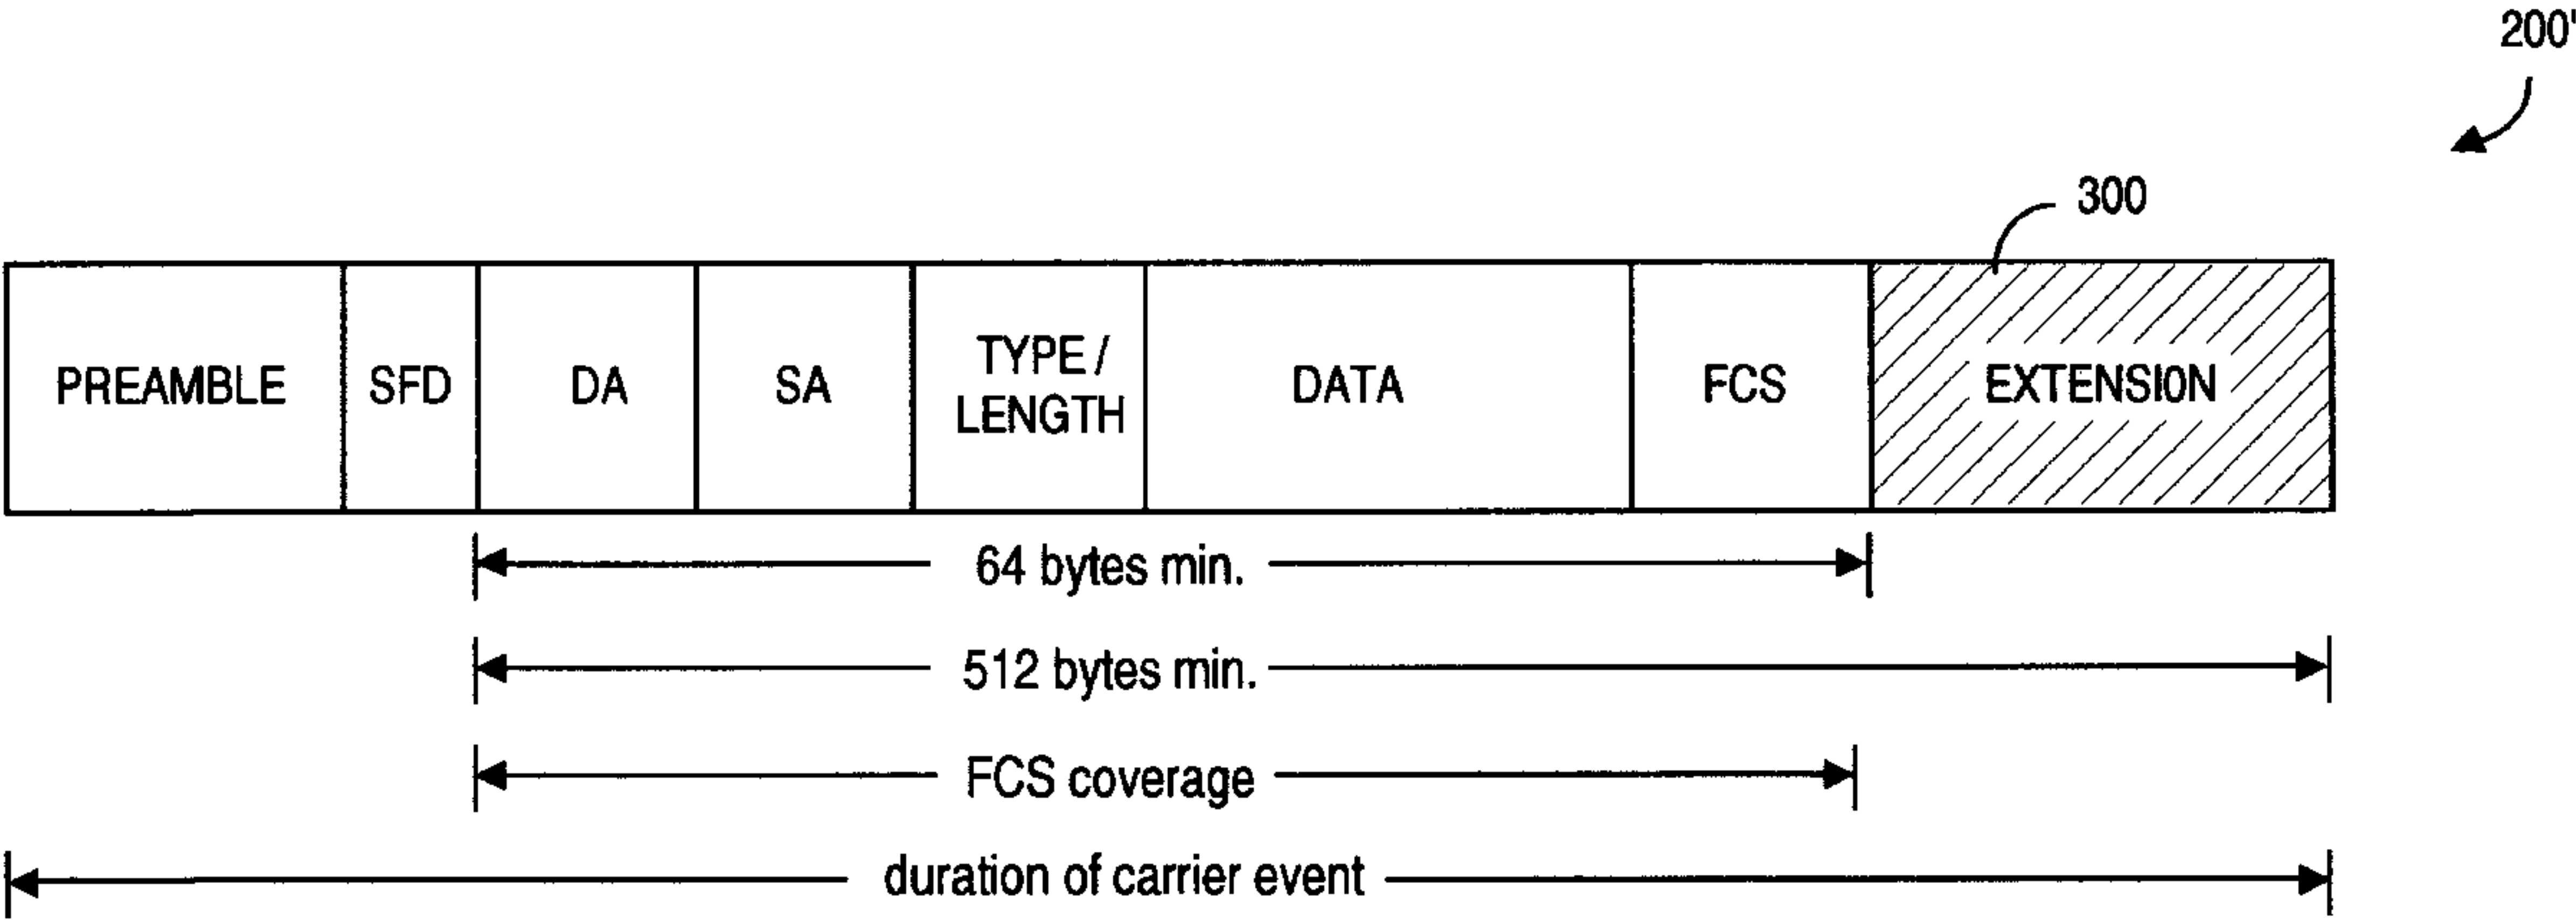 200'
300
PREAMBLE SFD DA SA TYPE / LENGTH DATA FCS EXTENSION
64 bytes min.
512 bytes min.
FCS coverage
duration of carrier event